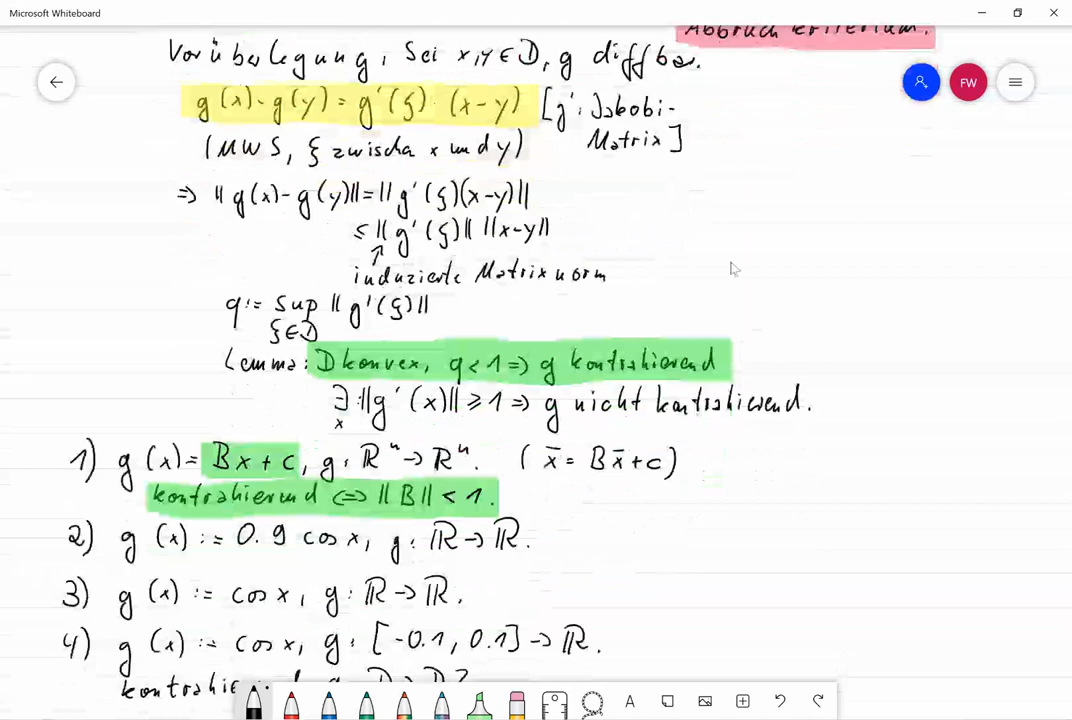 Microsoft Whiteboard
Abbruchkriterium.
Vorüberlegung, Sei x,y ∈ D, g diffbar.
g(x)-g(y) = g'(ξ) (x-y) [g': Jakobi-
Matrix]
(MWS, ξ zwischen x und y)
FW
=> ||g(x)-g(y)|| = ||g'(ξ)(x-y)||
≤ ||g'(ξ)|| ||x-y||
↑
induzierte Matrixnorm
q := sup ||g'(ξ)||
ξ∈D
Lemma: D konvex, q<1 => g kontrahierend
∃ : ||g'(x)|| ≥ 1 => g nicht kontrahierend.
x
1) g(x) = Bx + c, g: ℝⁿ → ℝⁿ. (x̄ = Bx̄ + c)
kontrahierend <=> ||B|| < 1.
2) g(x) := 0.9 cos x, g: ℝ → ℝ.
3) g(x) := cos x, g: ℝ → ℝ.
4) g(x) := cos x, g: [-0.1, 0.1] → ℝ.
A